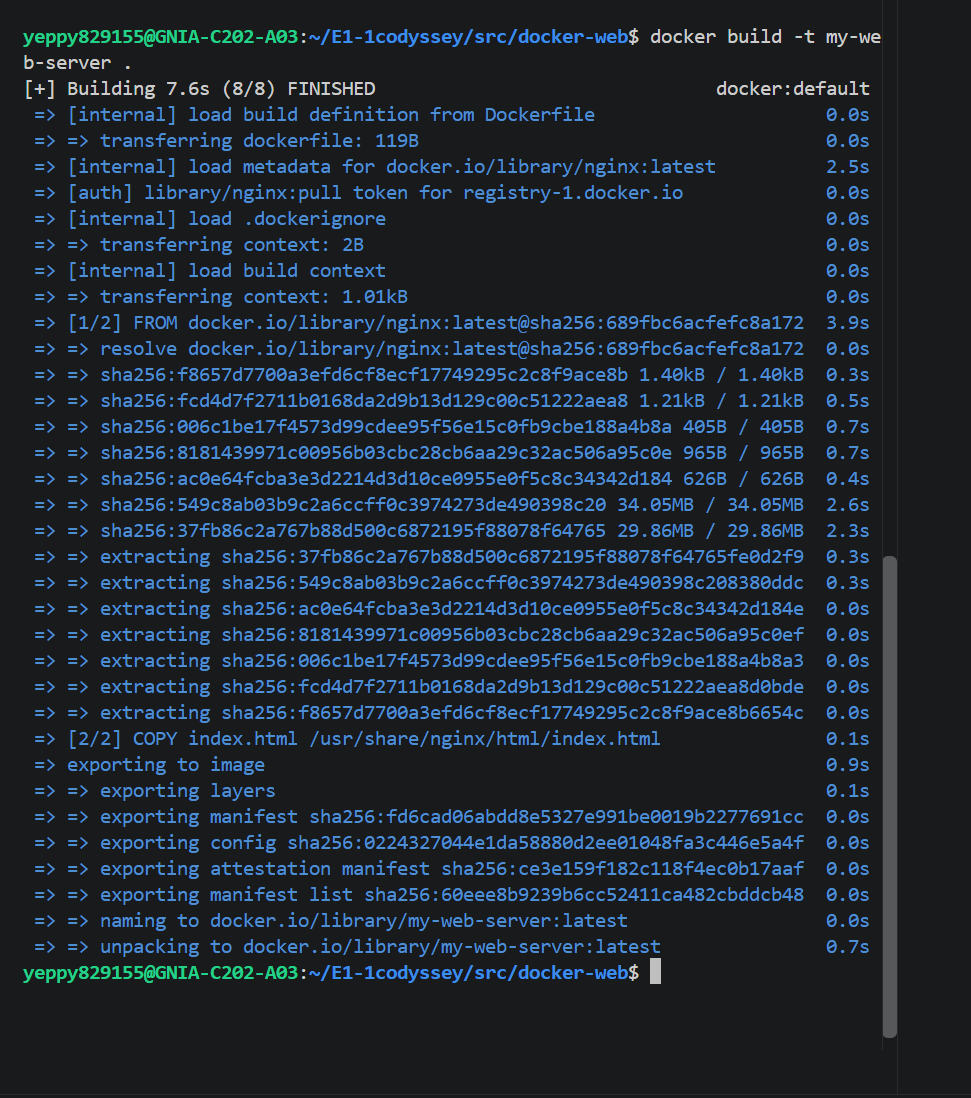 yeppy829155@GNIA-C202-A03:~/E1-1codyssey/src/docker-web$ docker build -t my-we
b-server .
[+] Building 7.6s (8/8) FINISHED docker:default
=> [internal] load build definition from Dockerfile 0.0s
=> => transferring dockerfile: 119B 0.0s
=> [internal] load metadata for docker.io/library/nginx:latest 2.5s
=> [auth] library/nginx:pull token for registry-1.docker.io 0.0s
=> [internal] load .dockerignore 0.0s
=> => transferring context: 2B 0.0s
=> [internal] load build context 0.0s
=> => transferring context: 1.01kB 0.0s
=> [1/2] FROM docker.io/library/nginx:latest@sha256:689fbc6acfefc8a172 3.9s
=> => resolve docker.io/library/nginx:latest@sha256:689fbc6acfefc8a172 0.0s
=> => sha256:f8657d7700a3efd6cf8ecf17749295c2c8f9ace8b 1.40kB / 1.40kB 0.3s
=> => sha256:fcd4d7f2711b0168da2d9b13d129c00c51222aea8 1.21kB / 1.21kB 0.5s
=> => sha256:006c1be17f4573d99cdee95f56e15c0fb9cbe188a4b8a 405B / 405B 0.7s
=> => sha256:8181439971c00956b03cbc28cb6aa29c32ac506a95c0e 965B / 965B 0.7s
=> => sha256:ac0e64fcba3e3d2214d3d10ce0955e0f5c8c34342d184 626B / 626B 0.4s
=> => sha256:549c8ab03b9c2a6ccff0c3974273de490398c20 34.05MB / 34.05MB 2.6s
=> => sha256:37fb86c2a767b88d500c6872195f88078f64765 29.86MB / 29.86MB 2.3s
=> => extracting sha256:37fb86c2a767b88d500c6872195f88078f64765fe0d2f9 0.3s
=> => extracting sha256:549c8ab03b9c2a6ccff0c3974273de490398c208380ddc 0.3s
=> => extracting sha256:ac0e64fcba3e3d2214d3d10ce0955e0f5c8c34342d184e 0.0s
=> => extracting sha256:8181439971c00956b03cbc28cb6aa29c32ac506a95c0ef 0.0s
=> => extracting sha256:006c1be17f4573d99cdee95f56e15c0fb9cbe188a4b8a3 0.0s
=> => extracting sha256:fcd4d7f2711b0168da2d9b13d129c00c51222aea8d0bde 0.0s
=> => extracting sha256:f8657d7700a3efd6cf8ecf17749295c2c8f9ace8b6654c 0.0s
=> [2/2] COPY index.html /usr/share/nginx/html/index.html 0.1s
=> exporting to image 0.9s
=> => exporting layers 0.1s
=> => exporting manifest sha256:fd6cad06abdd8e5327e991be0019b2277691cc 0.0s
=> => exporting config sha256:0224327044e1da58880d2ee01048fa3c446e5a4f 0.0s
=> => exporting attestation manifest sha256:ce3e159f182c118f4ec0b17aaf 0.0s
=> => exporting manifest list sha256:60eee8b9239b6cc52411ca482cbddcb48 0.0s
=> => naming to docker.io/library/my-web-server:latest 0.0s
=> => unpacking to docker.io/library/my-web-server:latest 0.7s
yeppy829155@GNIA-C202-A03:~/E1-1codyssey/src/docker-web$